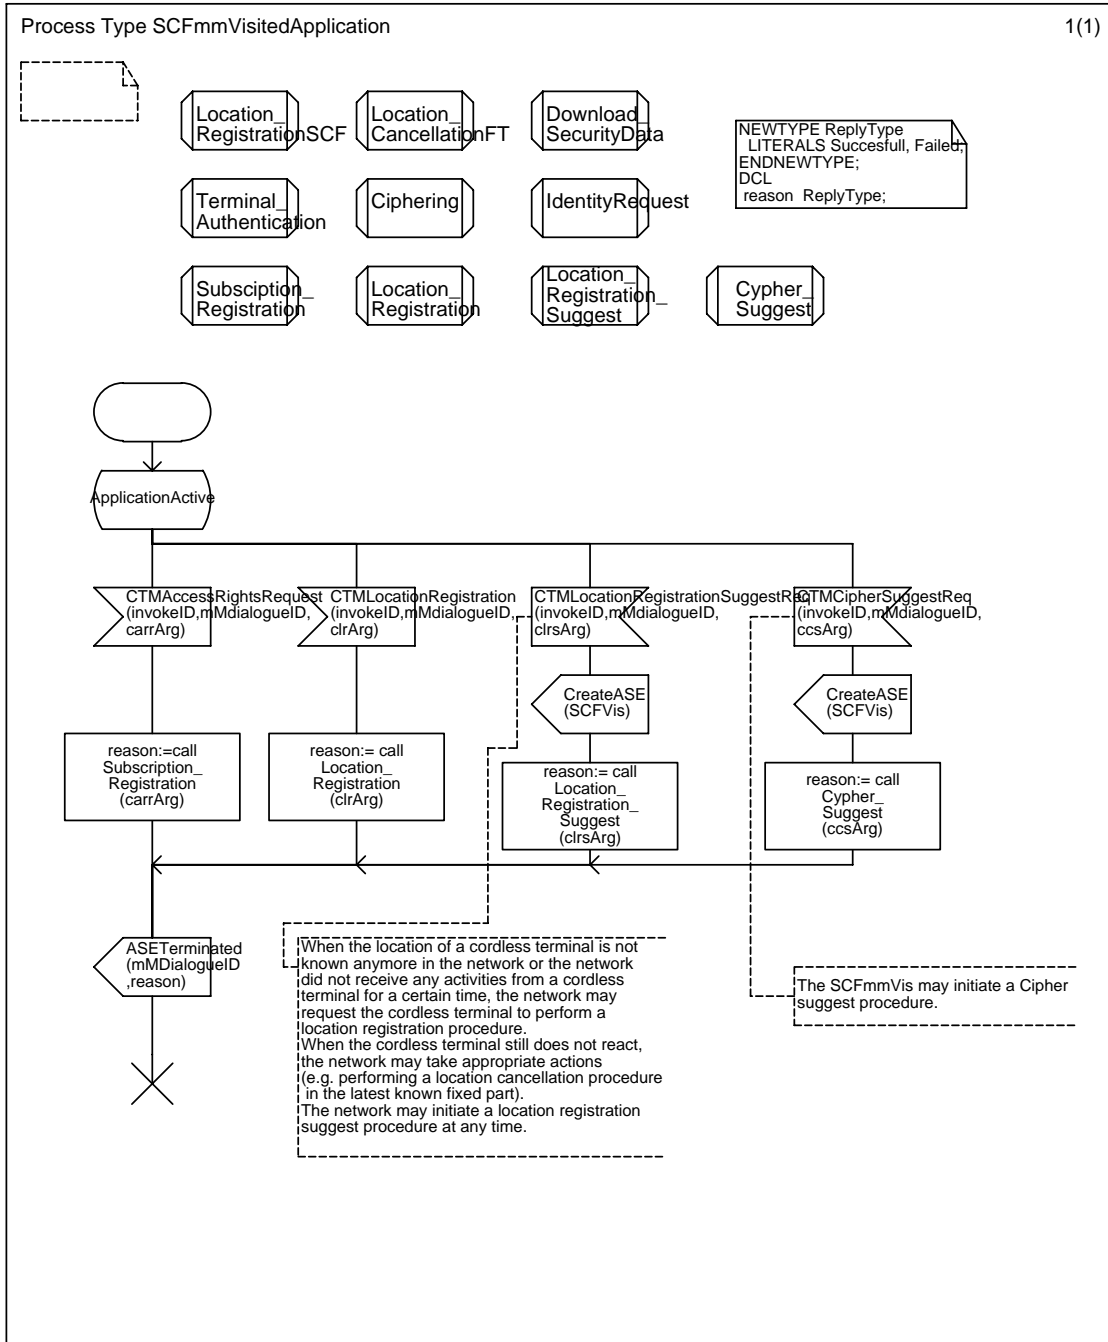 Process Type SCFmmVisitedApplication
1(1)
Location_
RegistrationSCF
Location_
CancellationFT
Download_
SecurityData
NEWTYPE ReplyType
LITERALS Succesfull, Failed;
ENDNEWTYPE;
DCL
reason ReplyType;
Terminal_
Authentication
Ciphering
IdentityRequest
Subsciption_
Registration
Location_
Registration
Location_
Registration_
Suggest
Cypher_
Suggest
ApplicationActive
CTMAccessRightsRequest
(invokeID,mMdialogueID,
carrArg)
CTMLocationRegistration
(invokeID,mMdialogueID,
clrArg)
CTMLocationRegistrationSuggestReq
(invokeID,mMdialogueID,
clrsArg)
CTMCipherSuggestReq
(invokeID,mMdialogueID,
ccsArg)
CreateASE
(SCFVis)
CreateASE
(SCFVis)
reason:=call
Subscription_
Registration
(carrArg)
reason:= call
Location_
Registration
(clrArg)
reason:= call
Location_
Registration_
Suggest
(clrsArg)
reason:= call
Cypher_
Suggest
(ccsArg)
ASETerminated
(mMDialogueID
,reason)
When the location of a cordless terminal is not
known anymore in the network or the network
did not receive any activities from a cordless
terminal for a certain time, the network may
request the cordless terminal to perform a
location registration procedure.
When the cordless terminal still does not react,
the network may take appropriate actions
(e.g. performing a location cancellation procedure
in the latest known fixed part).
The network may initiate a location registration
suggest procedure at any time.
The SCFmmVis may initiate a Cipher
suggest procedure.